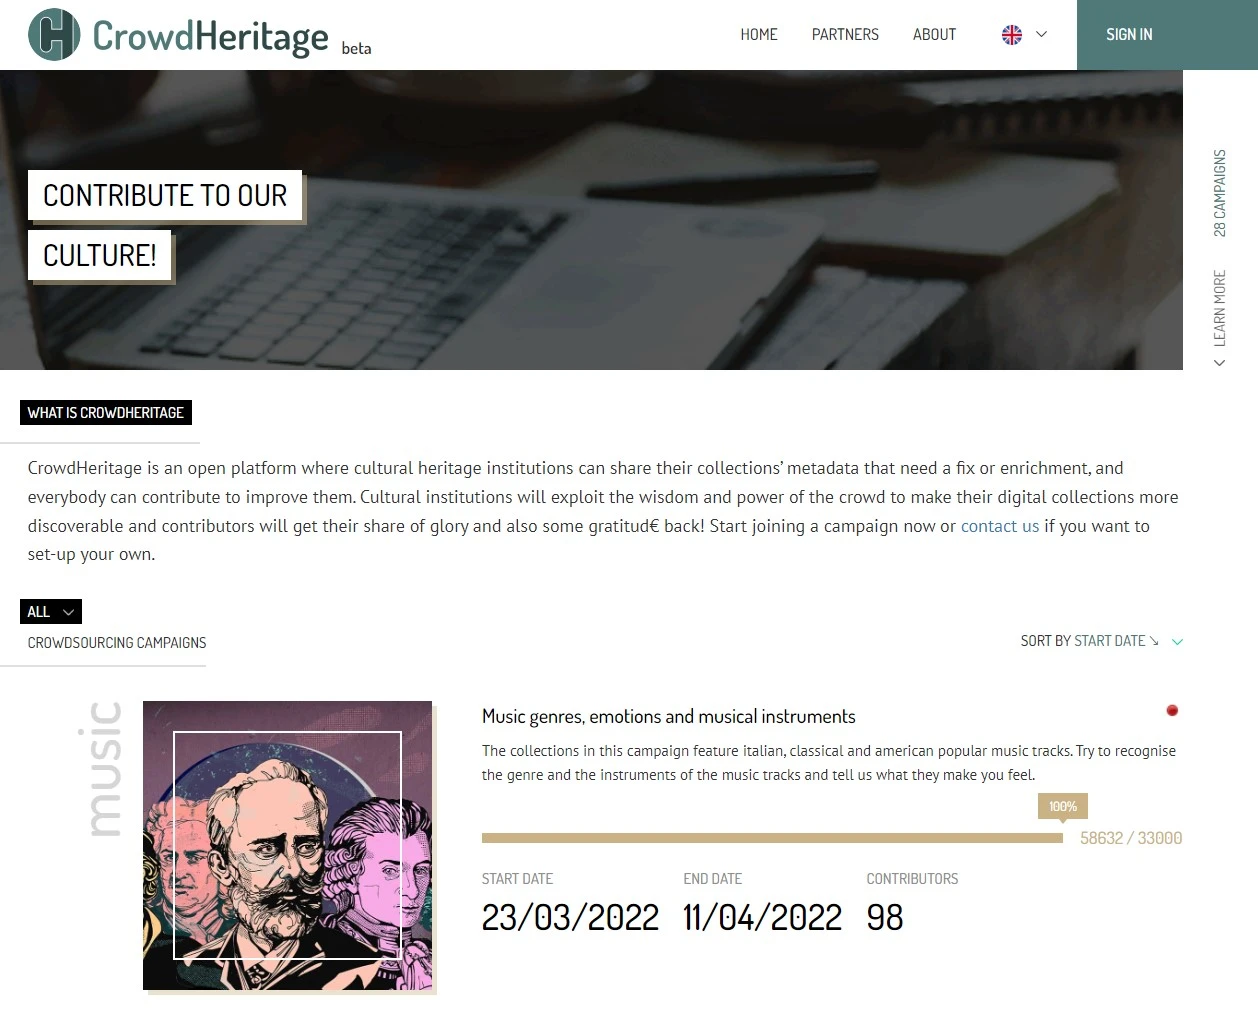 CrowdHeritage beta
HOME PARTNERS ABOUT SIGN IN
CONTRIBUTE TO OUR
CULTURE!
28 CAMPAIGNS
LEARN MORE
WHAT IS CROWDHERITAGE
CrowdHeritage is an open platform where cultural heritage institutions can share their collections’ metadata that need a fix or enrichment, and
everybody can contribute to improve them. Cultural institutions will exploit the wisdom and power of the crowd to make their digital collections more
discoverable and contributors will get their share of glory and also some gratitud€ back! Start joining a campaign now or contact us if you want to
set-up your own.
ALL
CROWDSOURCING CAMPAIGNS
SORT BY START DATE ↘
music
Music genres, emotions and musical instruments
The collections in this campaign feature italian, classical and american popular music tracks. Try to recognise
the genre and the instruments of the music tracks and tell us what they make you feel.
100%
58632 / 33000
START DATE END DATE CONTRIBUTORS
23/03/2022 11/04/2022 98